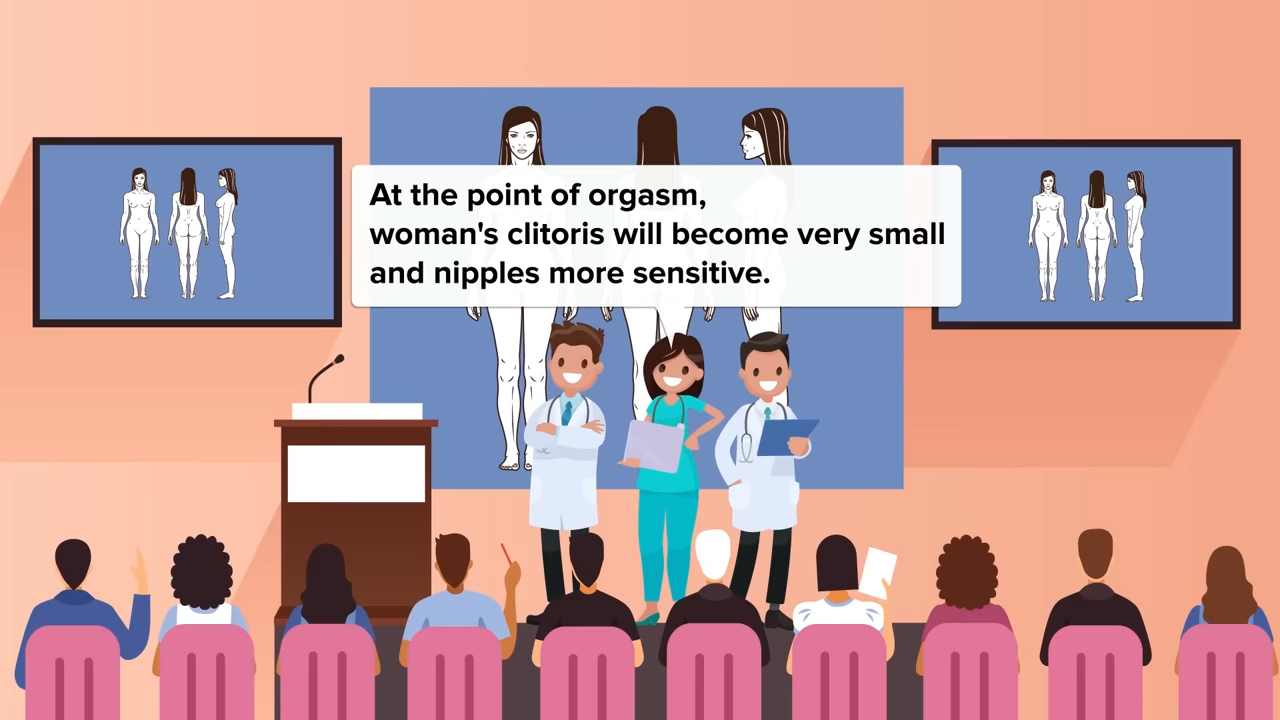 At the point of orgasm,
woman's clitoris will become very small
and nipples more sensitive.